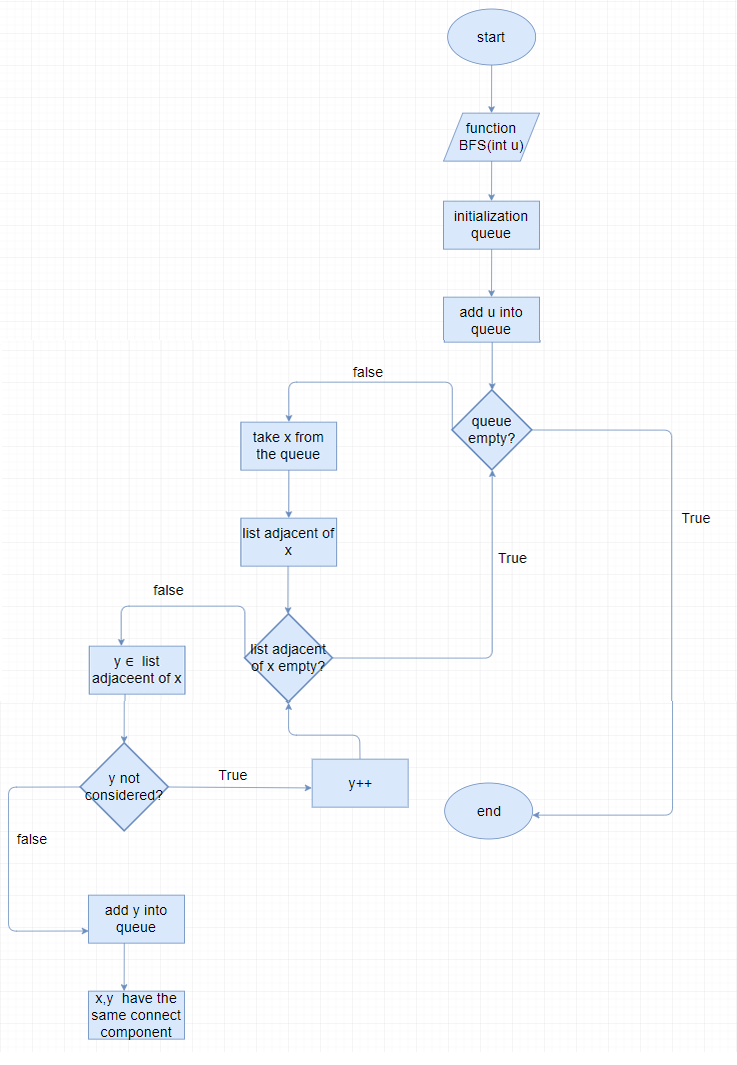 start
function
BFS(int u)
initialization
queue
add u into
queue
false
queue
empty?
take x from
the queue
True
list adjacent of
x
True
false
list adjacent
of x empty?
y ∈ list
adjaceent of x
y not
considered?
True
y++
end
false
add y into
queue
x,y have the
same connect
component